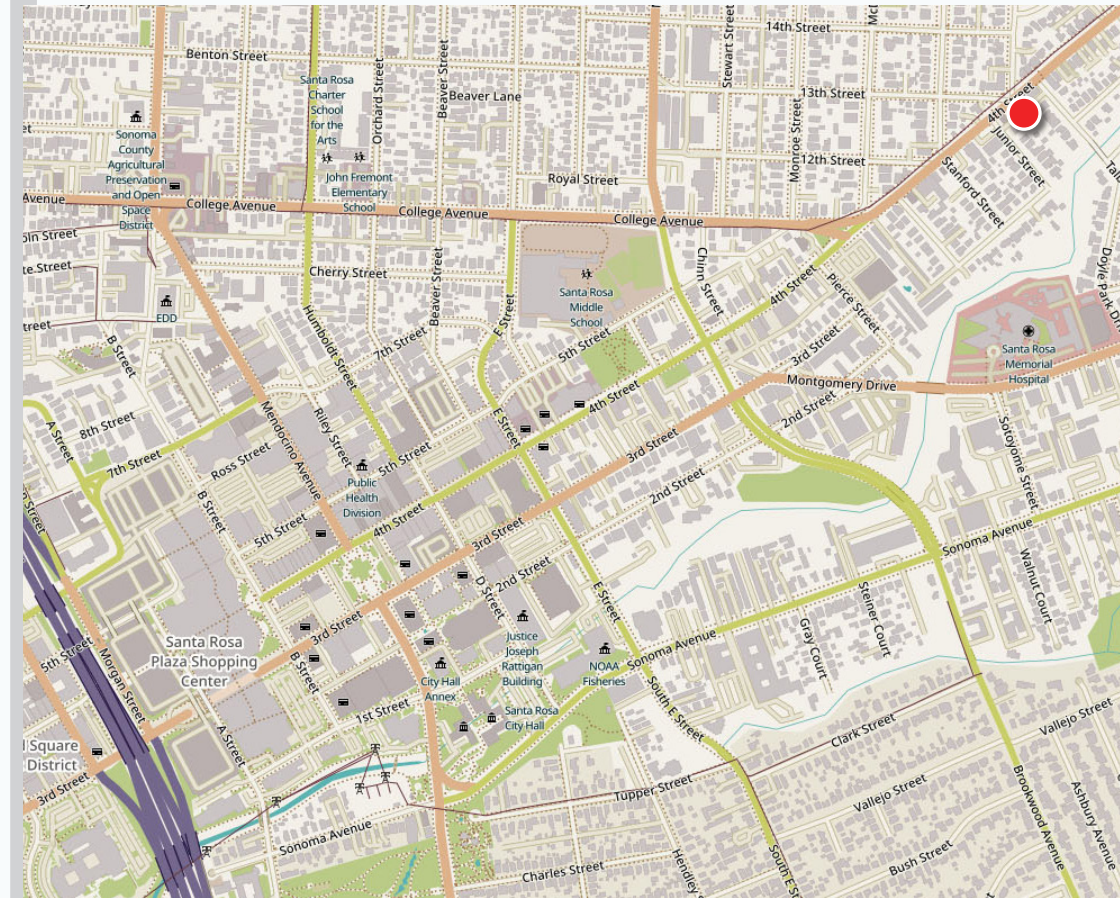 14th Street
Benton Street
Stewart Street
Santa Rosa
Charter
School
for the
Arts
Orchard Street
Beaver Street
Beaver Lane
13th Street
Monroe Street
4th Street
Junior Street
Sonoma
County
Agricultural
Preservation
and Open
Space
District
12th Street
Stanford Street
John Fremont
Elementary
School
Royal Street
Avenue
College Avenue
College Avenue
College Avenue
Street
Cherry Street
Beaver Street
Chinn Street
Doyle Park
EDD
Humboldt Street
E Street
Santa Rosa
Middle
School
4th Street
Pierce Street
B Street
7th Street
5th Street
3rd Street
Santa Rosa
Memorial
Hospital
Montgomery Drive
A Street
8th Street
Mendocino Avenue
4th Street
2nd Street
7th Street
Ross Street
Riley Street
5th Street
E Street
3rd Street
Sotoyome Street
Public
Health
Division
B Street
5th Street
4th Street
3rd Street
2nd Street
Sonoma Avenue
2nd Street
D Street
E Street
Walnut Court
Steiner Court
Gray Court
5th Street
Morgan Street
Santa Rosa
Plaza Shopping
Center
3rd Street
B Street
Justice
Joseph
Rattigan
Building
NOAA
Fisheries
Sonoma Avenue
City Hall
Annex
South E Street
1st Street
Santa Rosa
City Hall
A Street
Square
District
Clark Street
Vallejo Street
3rd Street
Tupper Street
Vallejo Street
Brookwood Avenue
Ashbury Avenue
Sonoma Avenue
Charles Street
Hendley
South E St
Bush Street